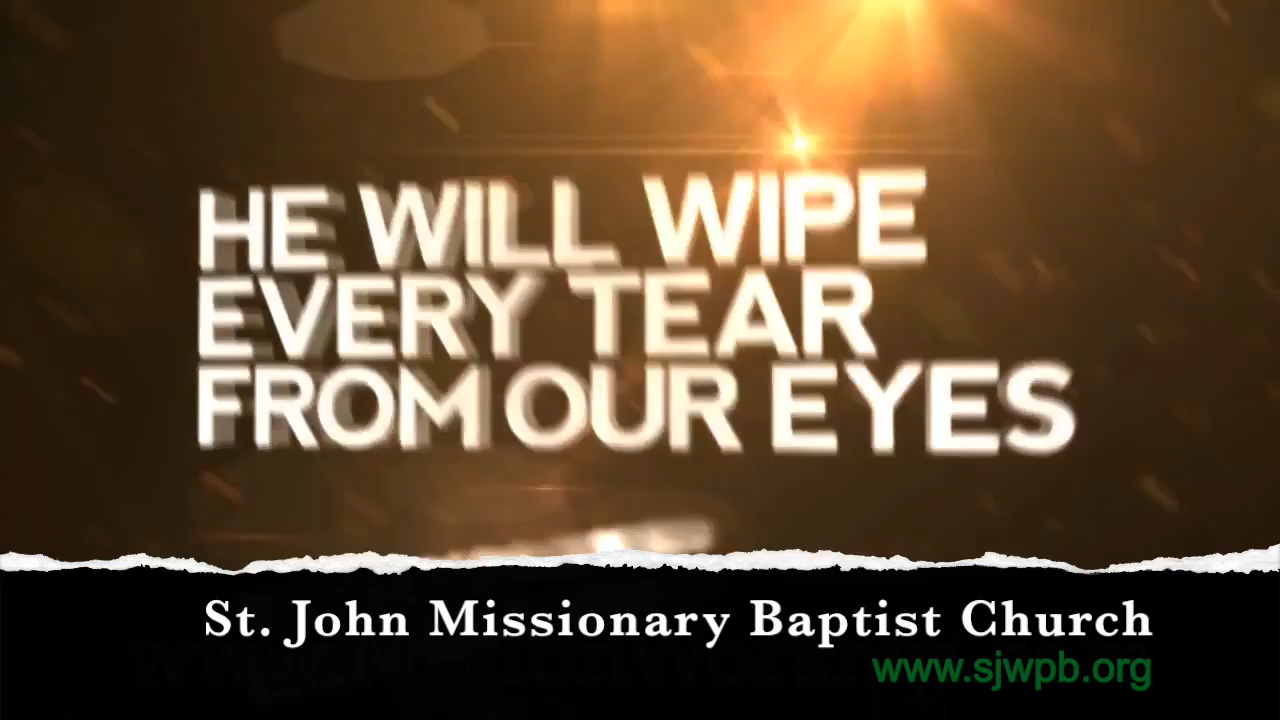 HE WILL WIPE
EVERY TEAR
FROM OUR EYES
St. John Missionary Baptist Church
www.sjwpb.org